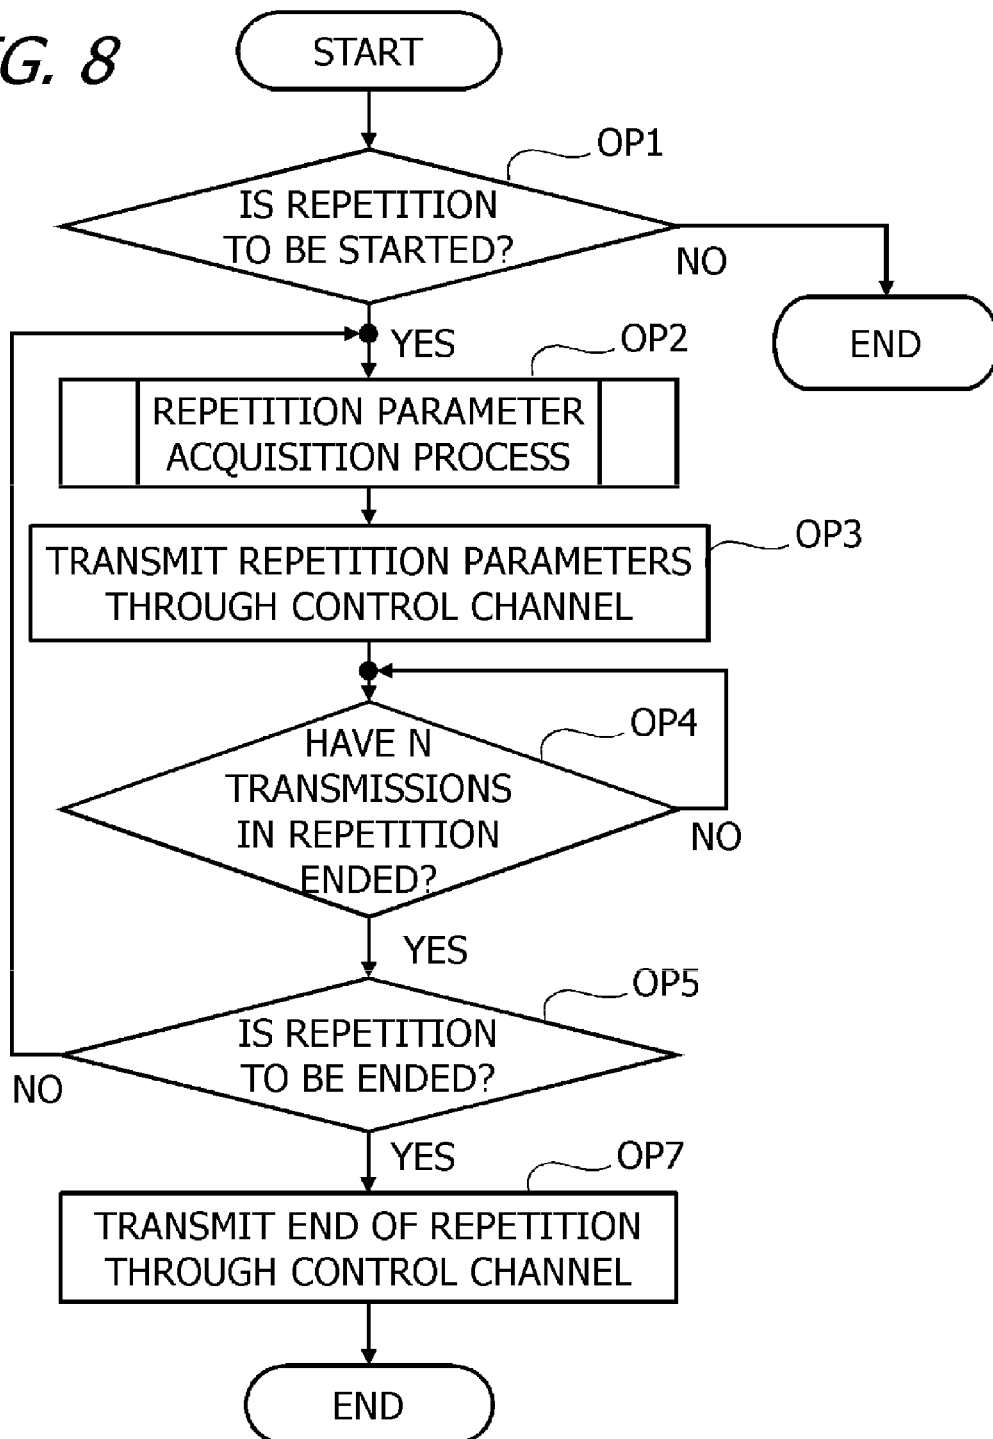 G. 8
START
OP1
IS REPETITION
TO BE STARTED?
NO
YES
END
OP2
REPETITION PARAMETER
ACQUISITION PROCESS
OP3
TRANSMIT REPETITION PARAMETERS
THROUGH CONTROL CHANNEL
OP4
HAVE N
TRANSMISSIONS
IN REPETITION
ENDED?
NO
YES
OP5
IS REPETITION
TO BE ENDED?
NO
YES
OP7
TRANSMIT END OF REPETITION
THROUGH CONTROL CHANNEL
END